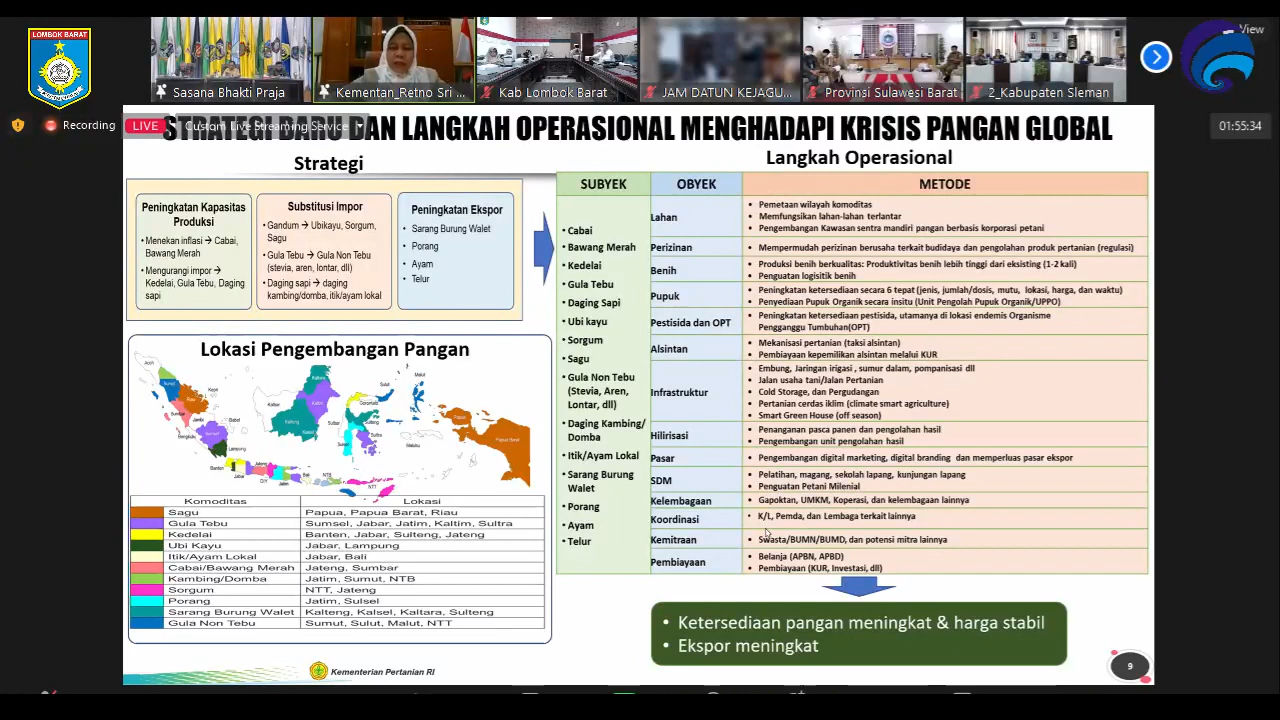 LOMBOK BARAT
View
Sasana Bhakti Praja
Kementan_Retno Sri ...
Kab Lombok Barat
JAM DATUN KEJAGU...
Provinsi Sulawesi Barat
2_Kabupaten Sleman
Recording
LIVE
Custom Live Streaming Service
01:55:34
STRATEGI BARU DAN LANGKAH OPERASIONAL MENGHADAPI KRISIS PANGAN GLOBAL
Strategi
Peningkatan Kapasitas
Produksi
• Menekan inflasi → Cabai,
Bawang Merah
• Mengurangi impor →
Kedelai, Gula Tebu, Daging
sapi
Substitusi Impor
• Gandum → Ubikayu, Sorgum,
Sagu
• Gula Tebu → Gula Non Tebu
(stevia, aren, lontar, dll)
• Daging sapi → daging
kambing/domba, itik/ayam lokal
Peningkatan Ekspor
• Sarang Burung Walet
• Porang
• Ayam
• Telur
Lokasi Pengembangan Pangan
Komoditas Lokasi
Sagu Papua, Papua Barat, Riau
Gula Tebu Sumsel, Jabar, Jatim, Kaltim, Sultra
Kedelai Banten, Jabar, Sulteng, Jateng
Ubi Kayu Jabar, Lampung
Itik/Ayam Lokal Jabar, Bali
Cabai/Bawang Merah Jateng, Sumbar
Kambing/Domba Jatim, Sumut, NTB
Sorgum NTT, Jateng
Porang Jatim, Sulsel
Sarang Burung Walet Kalteng, Kalsel, Kaltara, Sulteng
Gula Non Tebu Sumut, Sulut, Malut, NTT
Kementerian Pertanian RI
Langkah Operasional
SUBYEK OBYEK METODE
• Cabai
• Bawang Merah
• Kedelai
• Gula Tebu
• Daging Sapi
• Ubi kayu
• Sorgum
• Sagu
• Gula Non Tebu
(Stevia, Aren,
Lontar, dll)
• Daging Kambing/
Domba
• Itik/Ayam Lokal
• Sarang Burung
Walet
• Porang
• Ayam
• Telur
Lahan
• Pemetaan wilayah komoditas
• Memfungsikan lahan-lahan terlantar
• Pengembangan Kawasan sentra mandiri pangan berbasis korporasi petani
Perizinan
• Mempermudah perizinan berusaha terkait budidaya dan pengolahan produk pertanian (regulasi)
Benih
• Produksi benih berkualitas: Produktivitas benih lebih tinggi dari eksisting (1-2 kali)
• Penguatan logisitik benih
Pupuk
• Peningkatan ketersediaan secara 6 tepat (jenis, jumlah/dosis, mutu, lokasi, harga, dan waktu)
• Penyediaan Pupuk Organik secara insitu (Unit Pengolah Pupuk Organik/UPPO)
Pestisida dan OPT
• Peningkatan ketersediaan pestisida, utamanya di lokasi endemis Organisme
Pengganggu Tumbuhan(OPT)
Alsintan
• Mekanisasi pertanian (taksi alsintan)
• Pembiayaan kepemilikan alsintan melalui KUR
Infrastruktur
• Embung, Jaringan irigasi , sumur dalam, pompanisasi dll
• Jalan usaha tani/Jalan Pertanian
• Cold Storage, dan Pergudangan
• Pertanian cerdas iklim (climate smart agriculture)
• Smart Green House (off season)
Hilirisasi
• Penanganan pasca panen dan pengolahan hasil
• Pengembangan unit pengolahan hasil
Pasar
• Pengembangan digital marketing, digital branding dan memperluas pasar ekspor
SDM
• Pelatihan, magang, sekolah lapang, kunjungan lapang
• Penguatan Petani Milenial
Kelembagaan
• Gapoktan, UMKM, Koperasi, dan kelembagaan lainnya
Koordinasi
• K/L, Pemda, dan Lembaga terkait lainnya
Kemitraan
• Swasta/BUMN/BUMD, dan potensi mitra lainnya
Pembiayaan
• Belanja (APBN, APBD)
• Pembiayaan (KUR, Investasi, dll)
• Ketersediaan pangan meningkat & harga stabil
• Ekspor meningkat
9